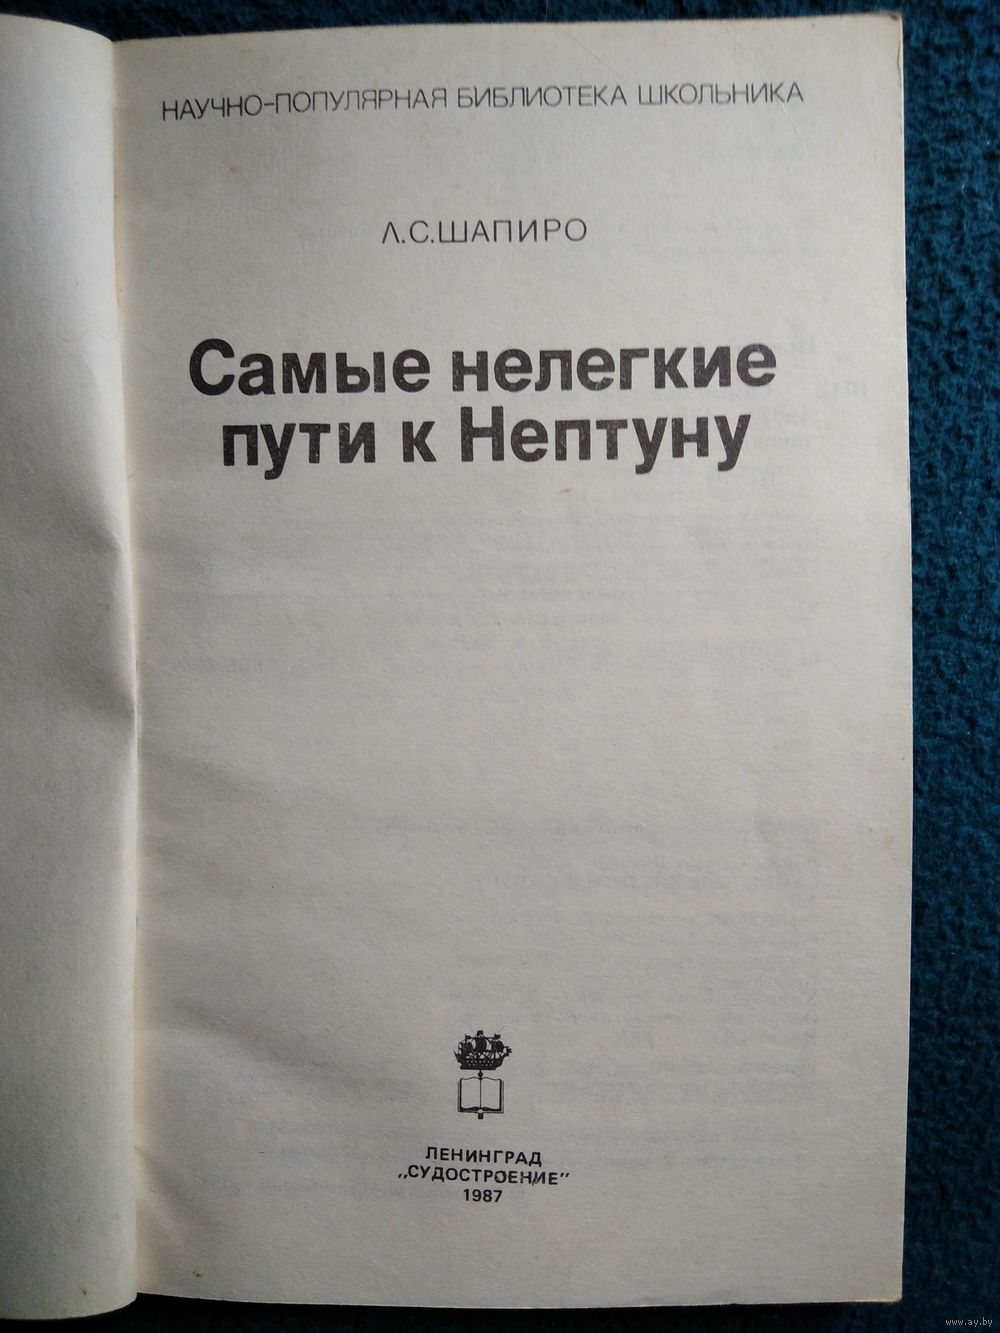 НАУЧНО-ПОПУЛЯРНАЯ БИБЛИОТЕКА ШКОЛЬНИКА
Л.С.ШАПИРО
Самые нелегкие
пути к Нептуну
ЛЕНИНГРАД
„СУДОСТРОЕНИЕ"
1987
www.ay.by